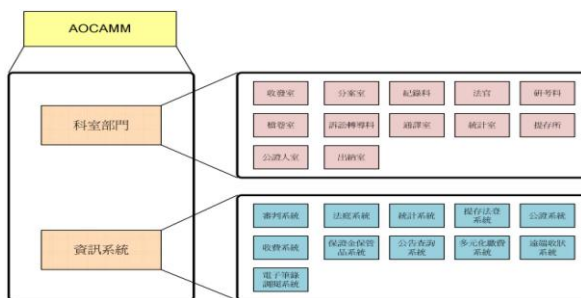 AOCAMM
科室部門
收發室
分案室
紀錄科
法官
研考科
檔卷室
訴訟輔導科
通譯室
統計室
提存所
公證人室
出納室
資訊系統
審判系統
法庭系統
統計系統
提存法登
系統
公證系統
收費系統
保證金保管
品系統
公告查詢
系統
多元化繳費
系統
遠端收狀
系統
電子筆錄
調閱系統